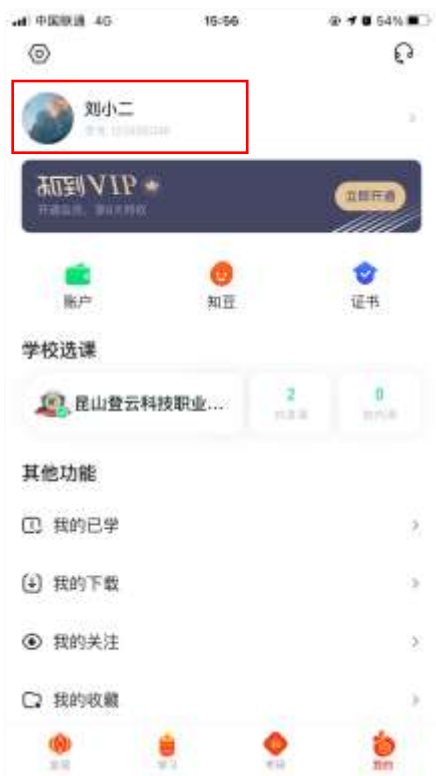 中国联通 4G 15:56 54%
刘小二
知到VIP
立即开通
账户 知豆 证书
学校选课
昆山登云科技职业... 2 0
其他功能
我的已学
我的下载
我的关注
我的收藏
我的